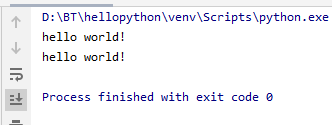 D:\BT\hellopython\venv\Scripts\python.exe
hello world!
hello world!
Process finished with exit code 0